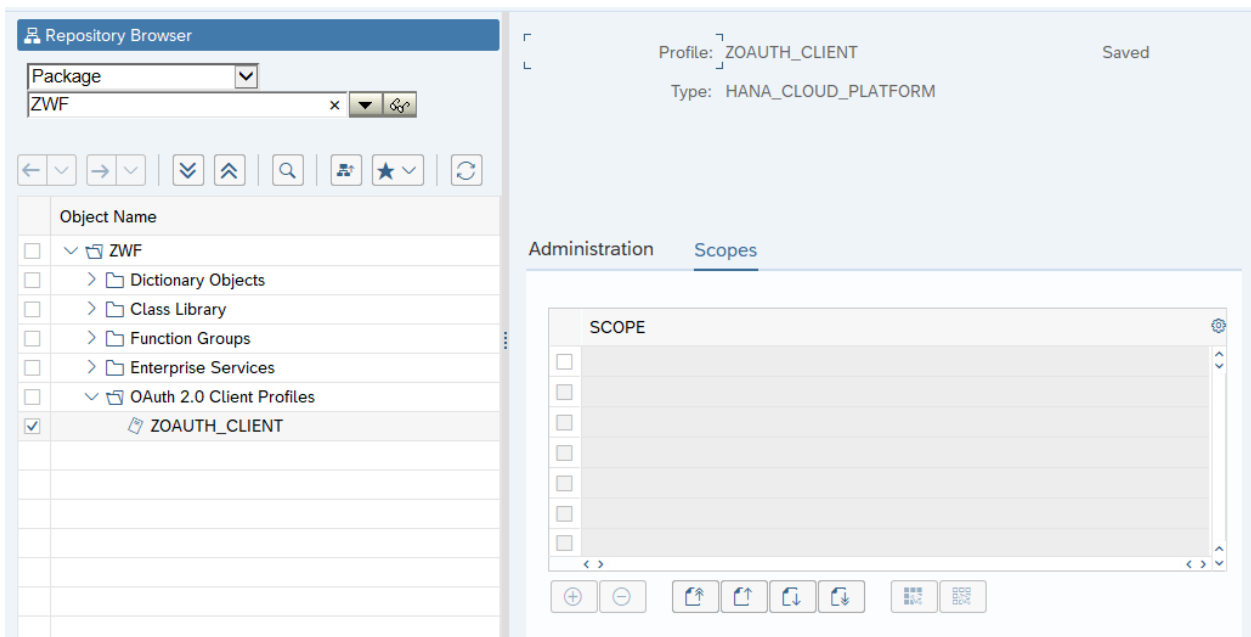 Repository Browser
Package
ZWF
Object Name
ZWF
Dictionary Objects
Class Library
Function Groups
Enterprise Services
OAuth 2.0 Client Profiles
ZOAUTH_CLIENT
Profile: ZOAUTH_CLIENT Saved
Type: HANA_CLOUD_PLATFORM
Administration Scopes
SCOPE